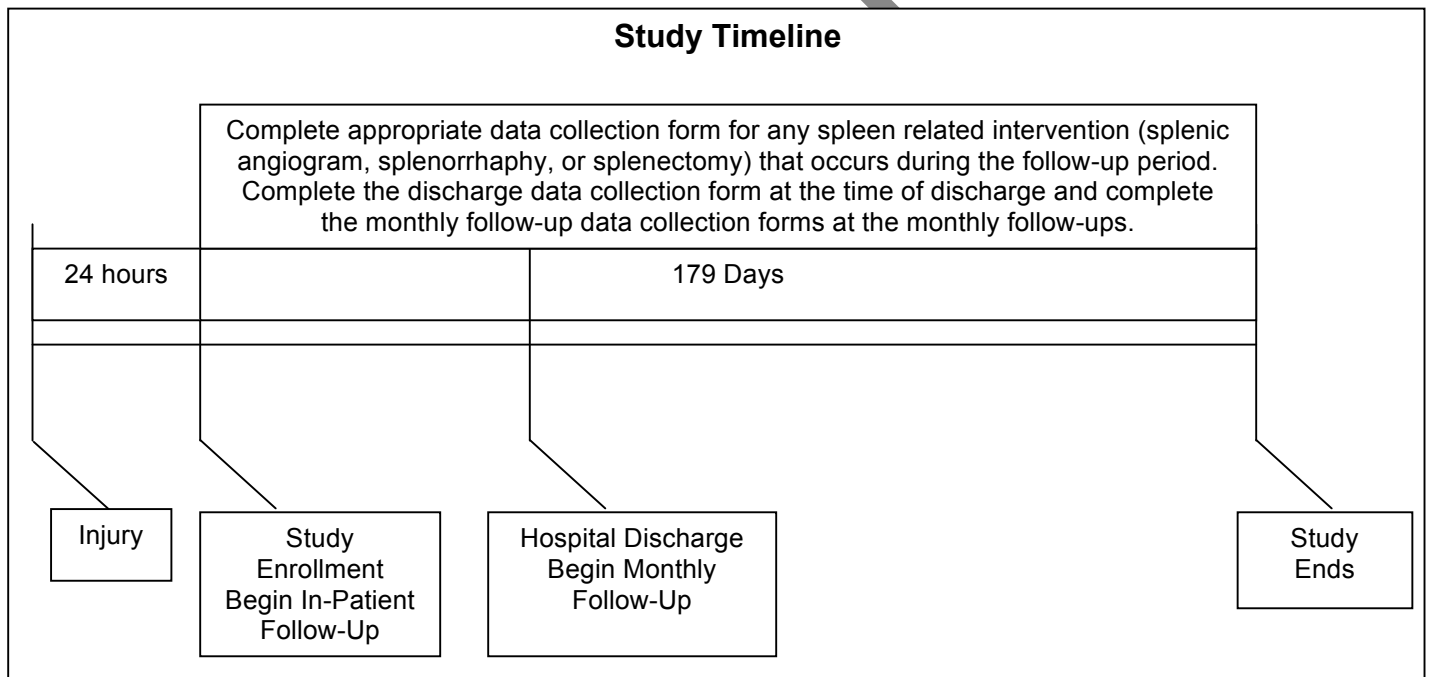 Study Timeline
Complete appropriate data collection form for any spleen related intervention (splenic
angiogram, splenorrhaphy, or splenectomy) that occurs during the follow-up period.
Complete the discharge data collection form at the time of discharge and complete
the monthly follow-up data collection forms at the monthly follow-ups.
24 hours
179 Days
Injury
Study
Enrollment
Begin In-Patient
Follow-Up
Hospital Discharge
Begin Monthly
Follow-Up
Study
Ends